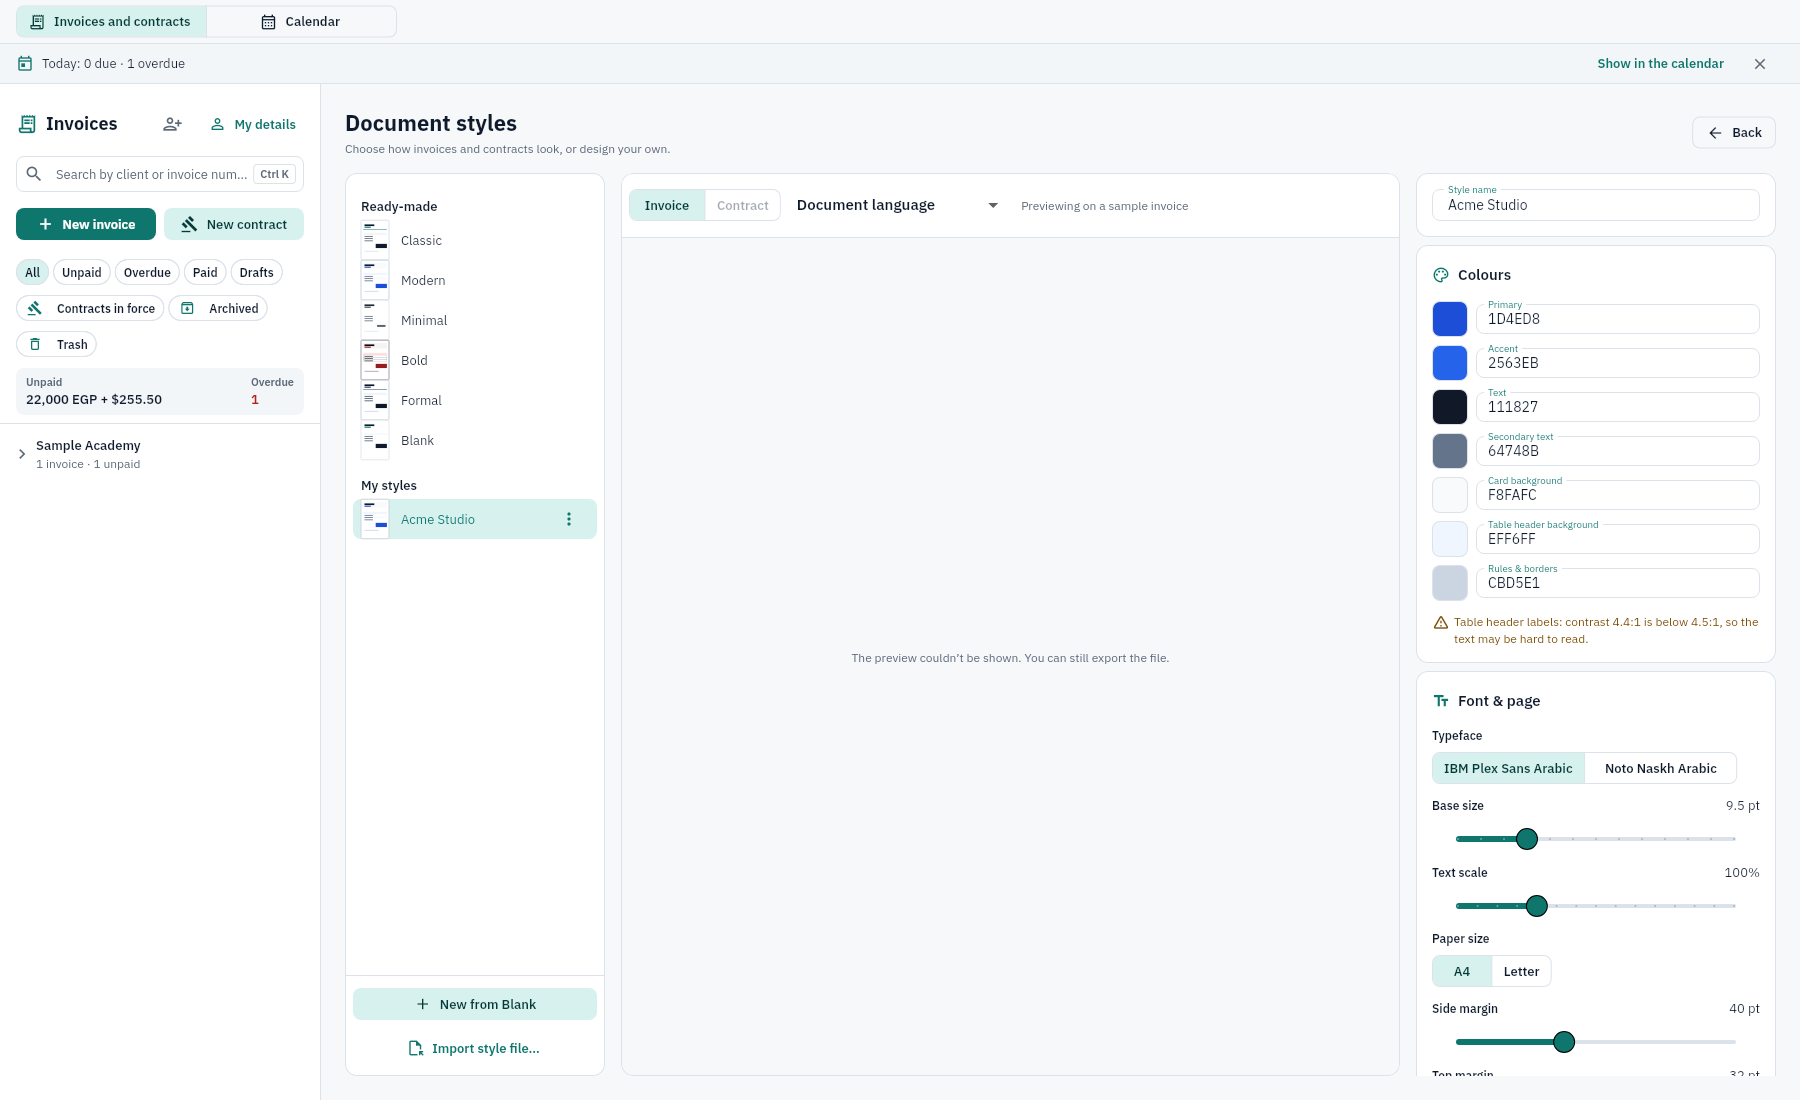 Invoices and contracts
Calendar
Today: 0 due · 1 overdue
Show in the calendar
Invoices
My details
Search by client or invoice num...
Ctrl K
New invoice
New contract
All
Unpaid
Overdue
Paid
Drafts
Contracts in force
Archived
Trash
Unpaid
Overdue
22,000 EGP + $255.50
1
Sample Academy
1 invoice · 1 unpaid
Document styles
Choose how invoices and contracts look, or design your own.
Back
Ready-made
Classic
Modern
Minimal
Bold
Formal
Blank
My styles
Acme Studio
New from Blank
Import style file...
Invoice
Contract
Document language
Previewing on a sample invoice
The preview couldn't be shown. You can still export the file.
Style name
Acme Studio
Colours
Primary
1D4ED8
Accent
2563EB
Text
111827
Secondary text
64748B
Card background
F8FAFC
Table header background
EFF6FF
Rules & borders
CBD5E1
Table header labels: contrast 4.4:1 is below 4.5:1, so the
text may be hard to read.
Font & page
Typeface
IBM Plex Sans Arabic
Noto Naskh Arabic
Base size
9.5 pt
Text scale
100%
Paper size
A4
Letter
Side margin
40 pt
Top margin
32 pt